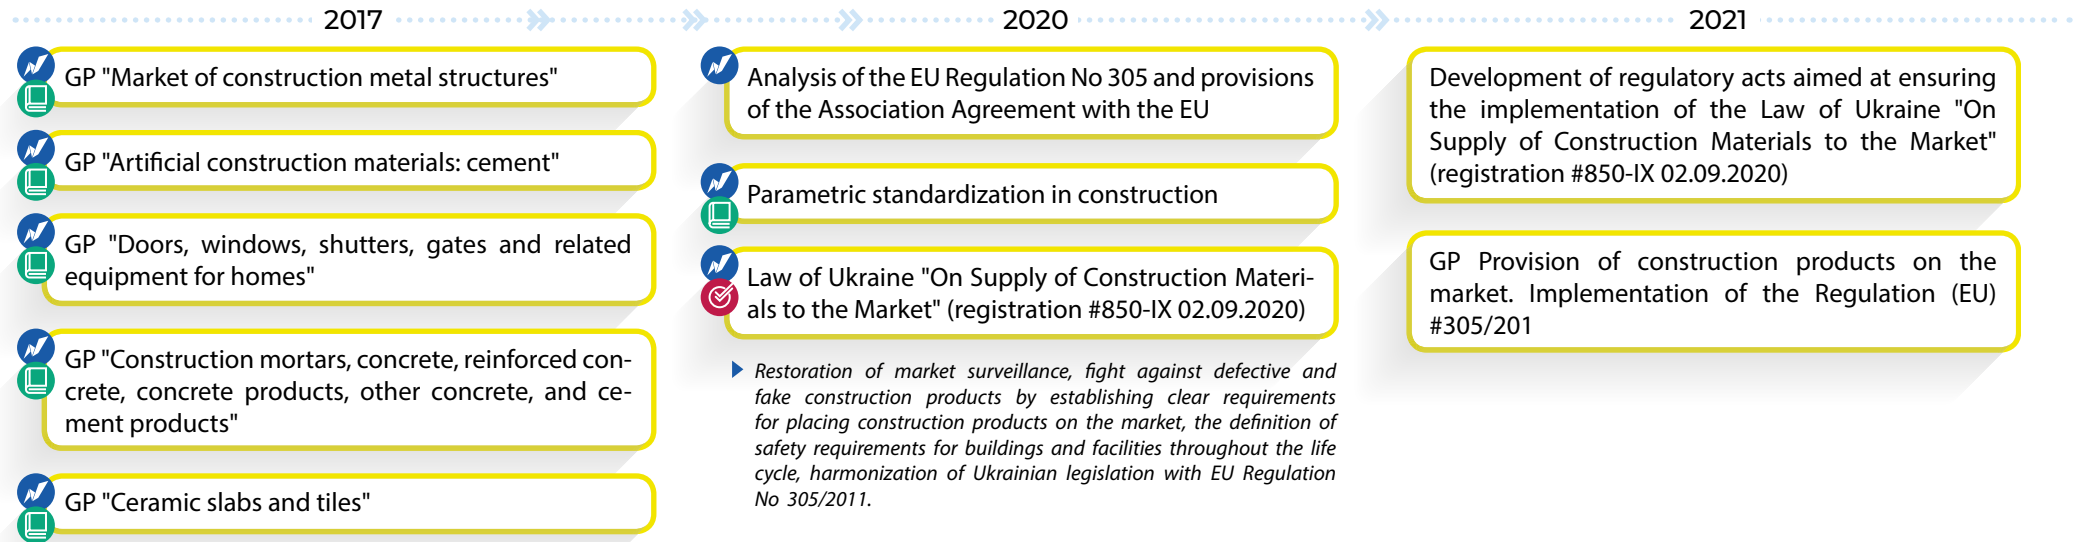 2017
GP "Market of construction metal structures"
GP "Artificial construction materials: cement"
GP "Doors, windows, shutters, gates and related
equipment for homes"
GP "Construction mortars, concrete, reinforced con-
crete, concrete products, other concrete, and ce-
ment products"
GP "Ceramic slabs and tiles"
2020
Analysis of the EU Regulation No 305 and provisions
of the Association Agreement with the EU
Parametric standardization in construction
Law of Ukraine "On Supply of Construction Materi-
als to the Market" (registration #850-IX 02.09.2020)
Restoration of market surveillance, fight against defective and
fake construction products by establishing clear requirements
for placing construction products on the market, the definition of
safety requirements for buildings and facilities throughout the life
cycle, harmonization of Ukrainian legislation with EU Regulation
No 305/2011.
2021
Development of regulatory acts aimed at ensuring
the implementation of the Law of Ukraine "On
Supply of Construction Materials to the Market"
(registration #850-IX 02.09.2020)
GP Provision of construction products on the
market. Implementation of the Regulation (EU)
#305/201